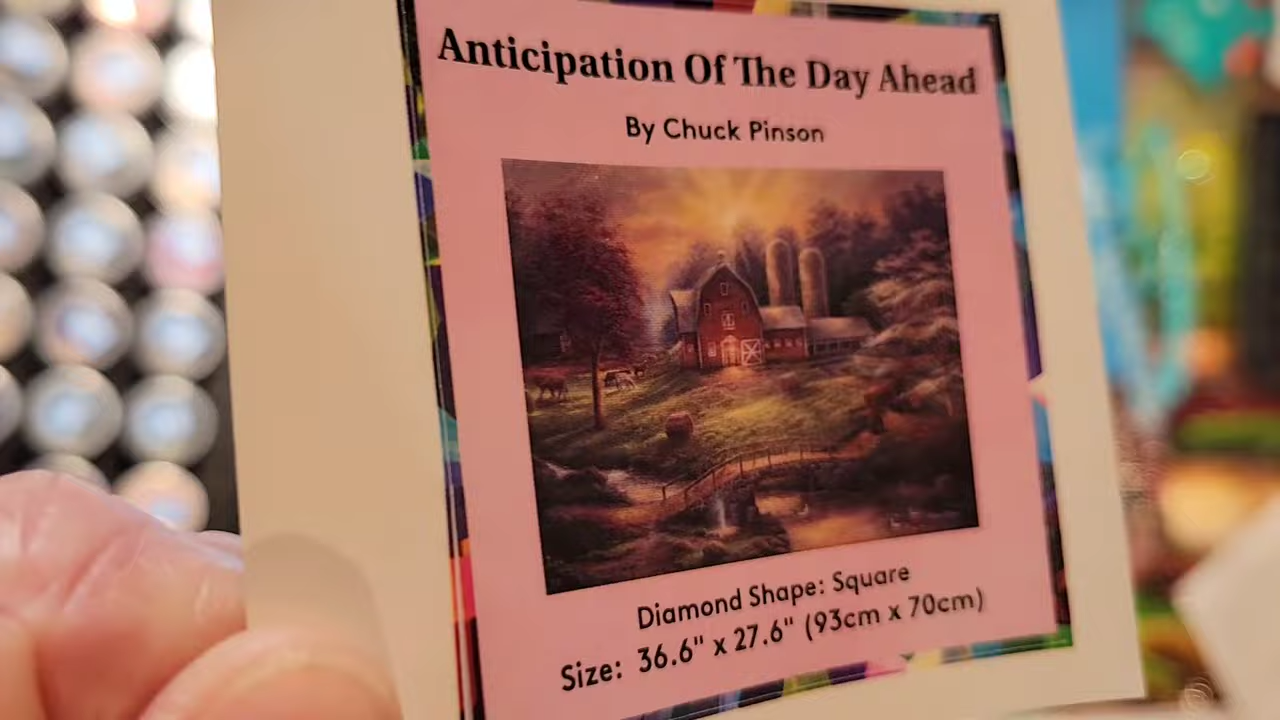 Anticipation Of The Day Ahead
By Chuck Pinson
Diamond Shape: Square
Size: 36.6" x 27.6" (93cm x 70cm)